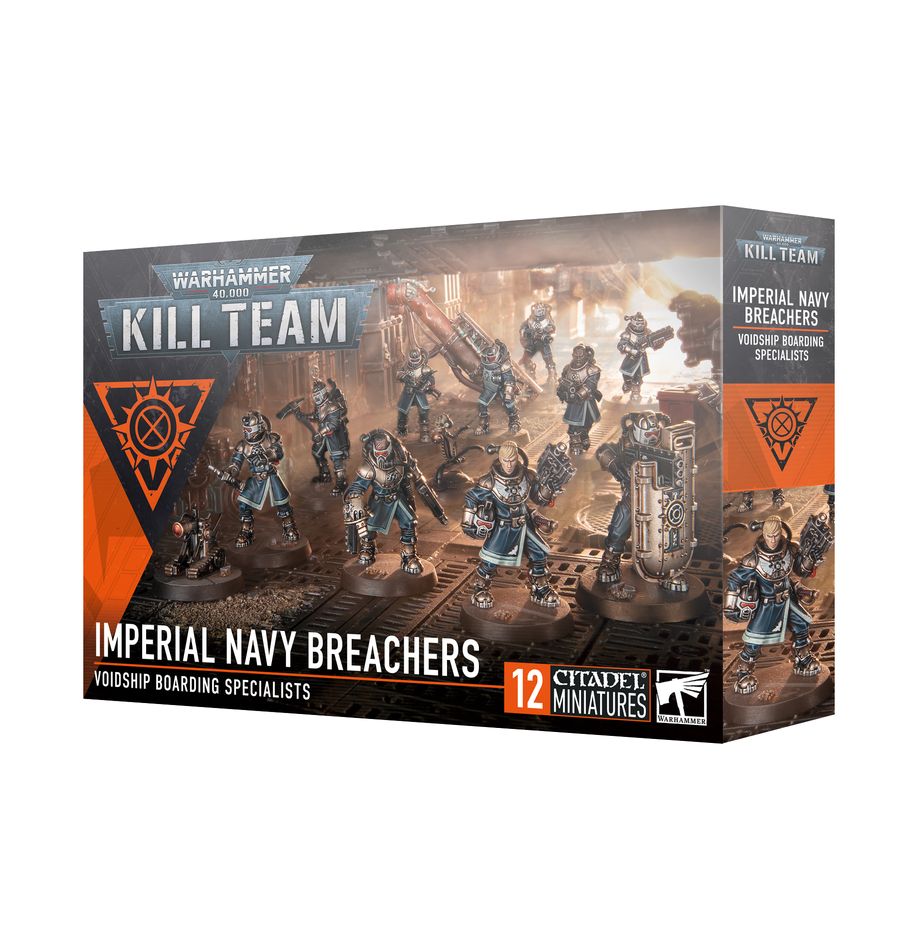 WARHAMMER
40,000
KILL TEAM
IMPERIAL NAVY BREACHERS
VOIDSHIP BOARDING SPECIALISTS
12
CITADEL®
MINIATURES
WARHAMMER
™
WARHAMMER
40,000
KILL TEAM
IMPERIAL NAVY
BREACHERS
VOIDSHIP BOARDING
SPECIALISTS